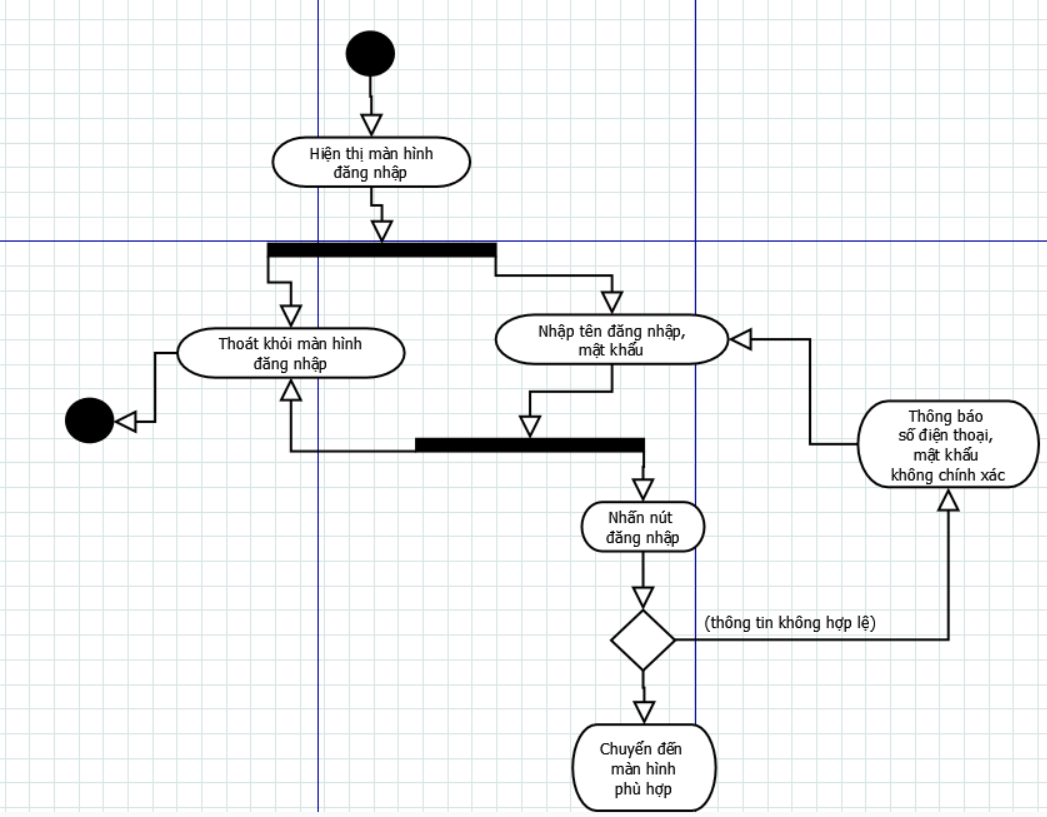 Hiện thị màn hình
đăng nhập
Thoát khỏi màn hình
đăng nhập
Nhập tên đăng nhập,
mật khẩu
Thông báo
số điện thoại,
mật khẩu
không chính xác
Nhấn nút
đăng nhập
(thông tin không hợp lệ)
Chuyển đến
màn hình
phù hợp